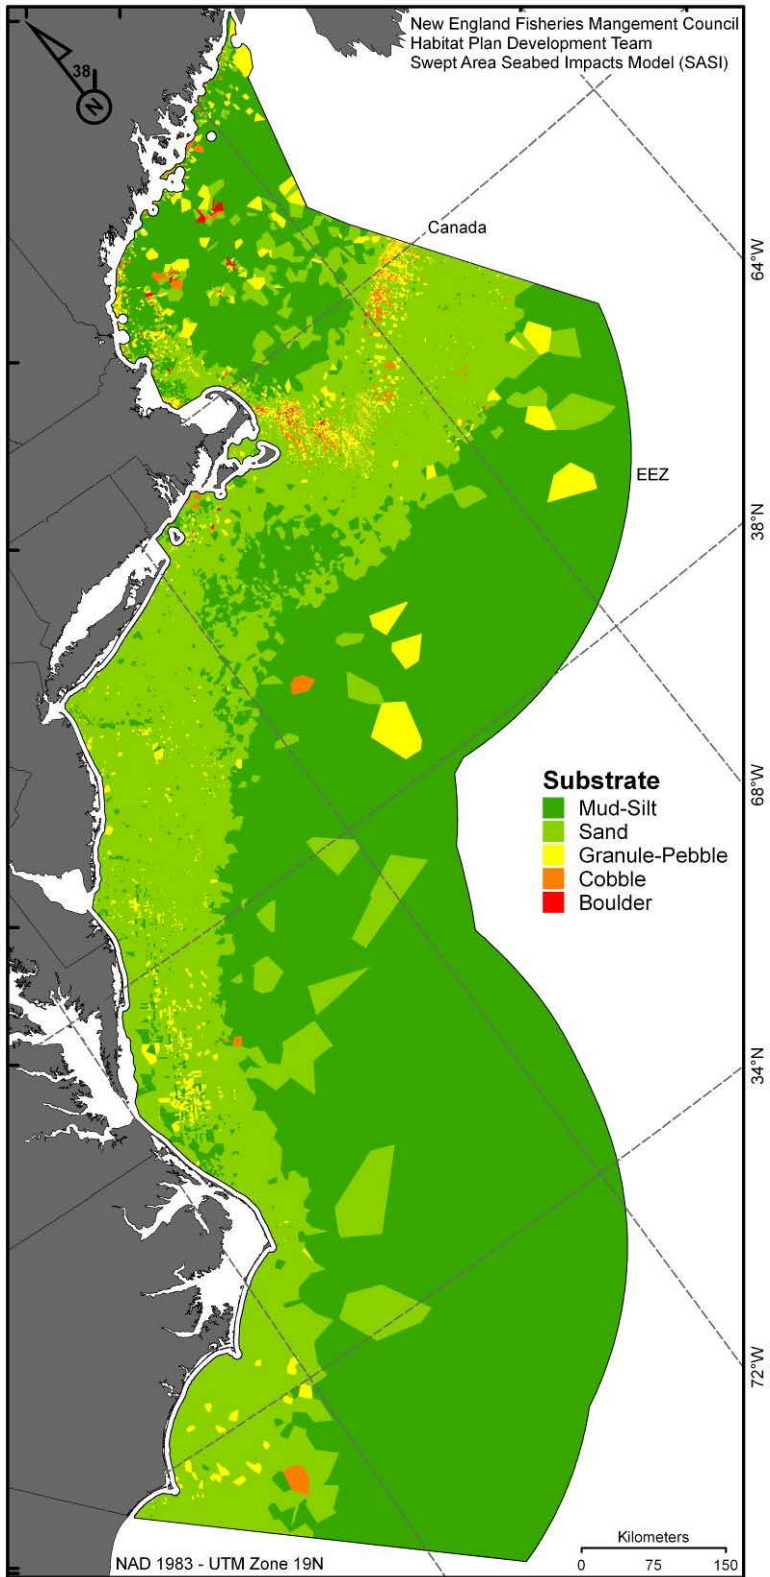 New England Fisheries Mangement Council
Habitat Plan Development Team
Swept Area Seabed Impacts Model (SASI)
38
N
Canada
64°W
EEZ
38°N
68°W
Substrate
Mud-Silt
Sand
Granule-Pebble
Cobble
Boulder
34°N
72°W
Kilometers
0 75 150
NAD 1983 - UTM Zone 19N